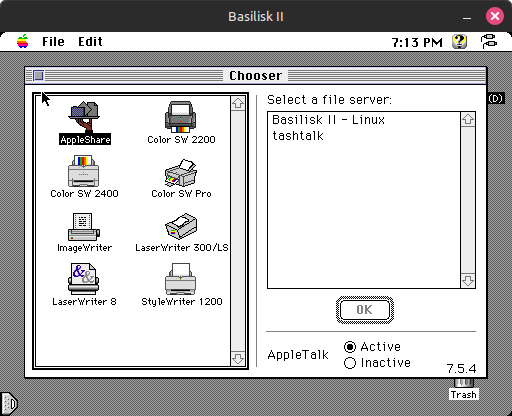 Basilisk II
File Edit 7:13 PM
Chooser
AppleShare
Color SW 2200
Color SW 2400
Color SW Pro
ImageWriter
LaserWriter 300/LS
LaserWriter 8
StyleWriter 1200
Select a file server:
Basilisk II - Linux
tashtalk
OK
AppleTalk
Active
Inactive
7.5.4
(D)
Trash